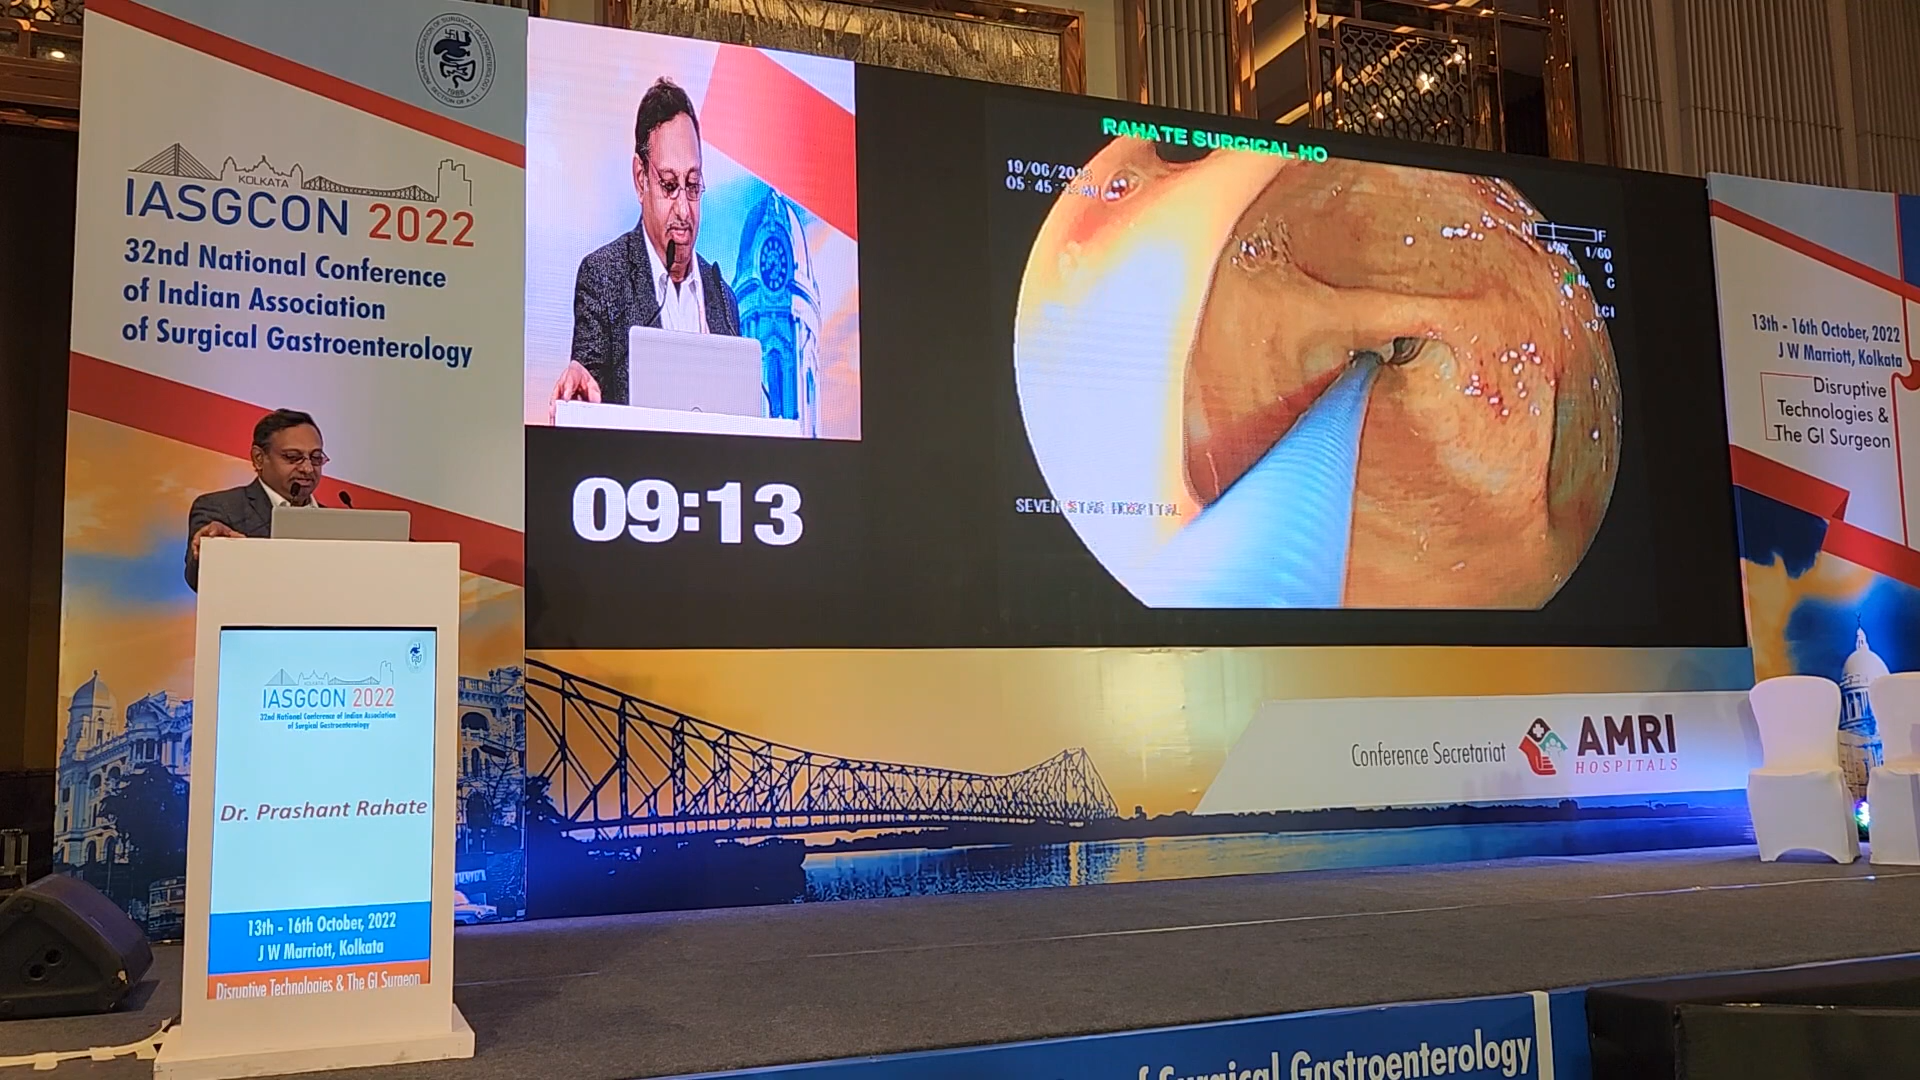 KOLKATA
IASGCON 2022
32nd National Conference
of Indian Association
of Surgical Gastroenterology
09:13
RAHATE SURGICAL HO
05:45
SEVEN STAR HOSPITAL
N F
1/60
0
G
13th - 16th October, 2022
J W Marriott, Kolkata
Disruptive
Technologies &
The GI Surgeon
Conference Secretariat
AMRI
HOSPITALS
IASGCON 2022
32nd National Conference of Indian Association
of Surgical Gastroenterology
Dr. Prashant Rahate
13th - 16th October, 2022
J W Marriott, Kolkata
Disruptive Technologies & The GI Surgeon
Surgical Gastroenterology